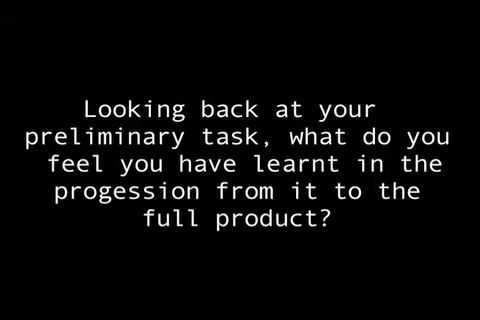 Looking back at your
preliminary task, what do you
feel you have learnt in the
progession from it to the
full product?